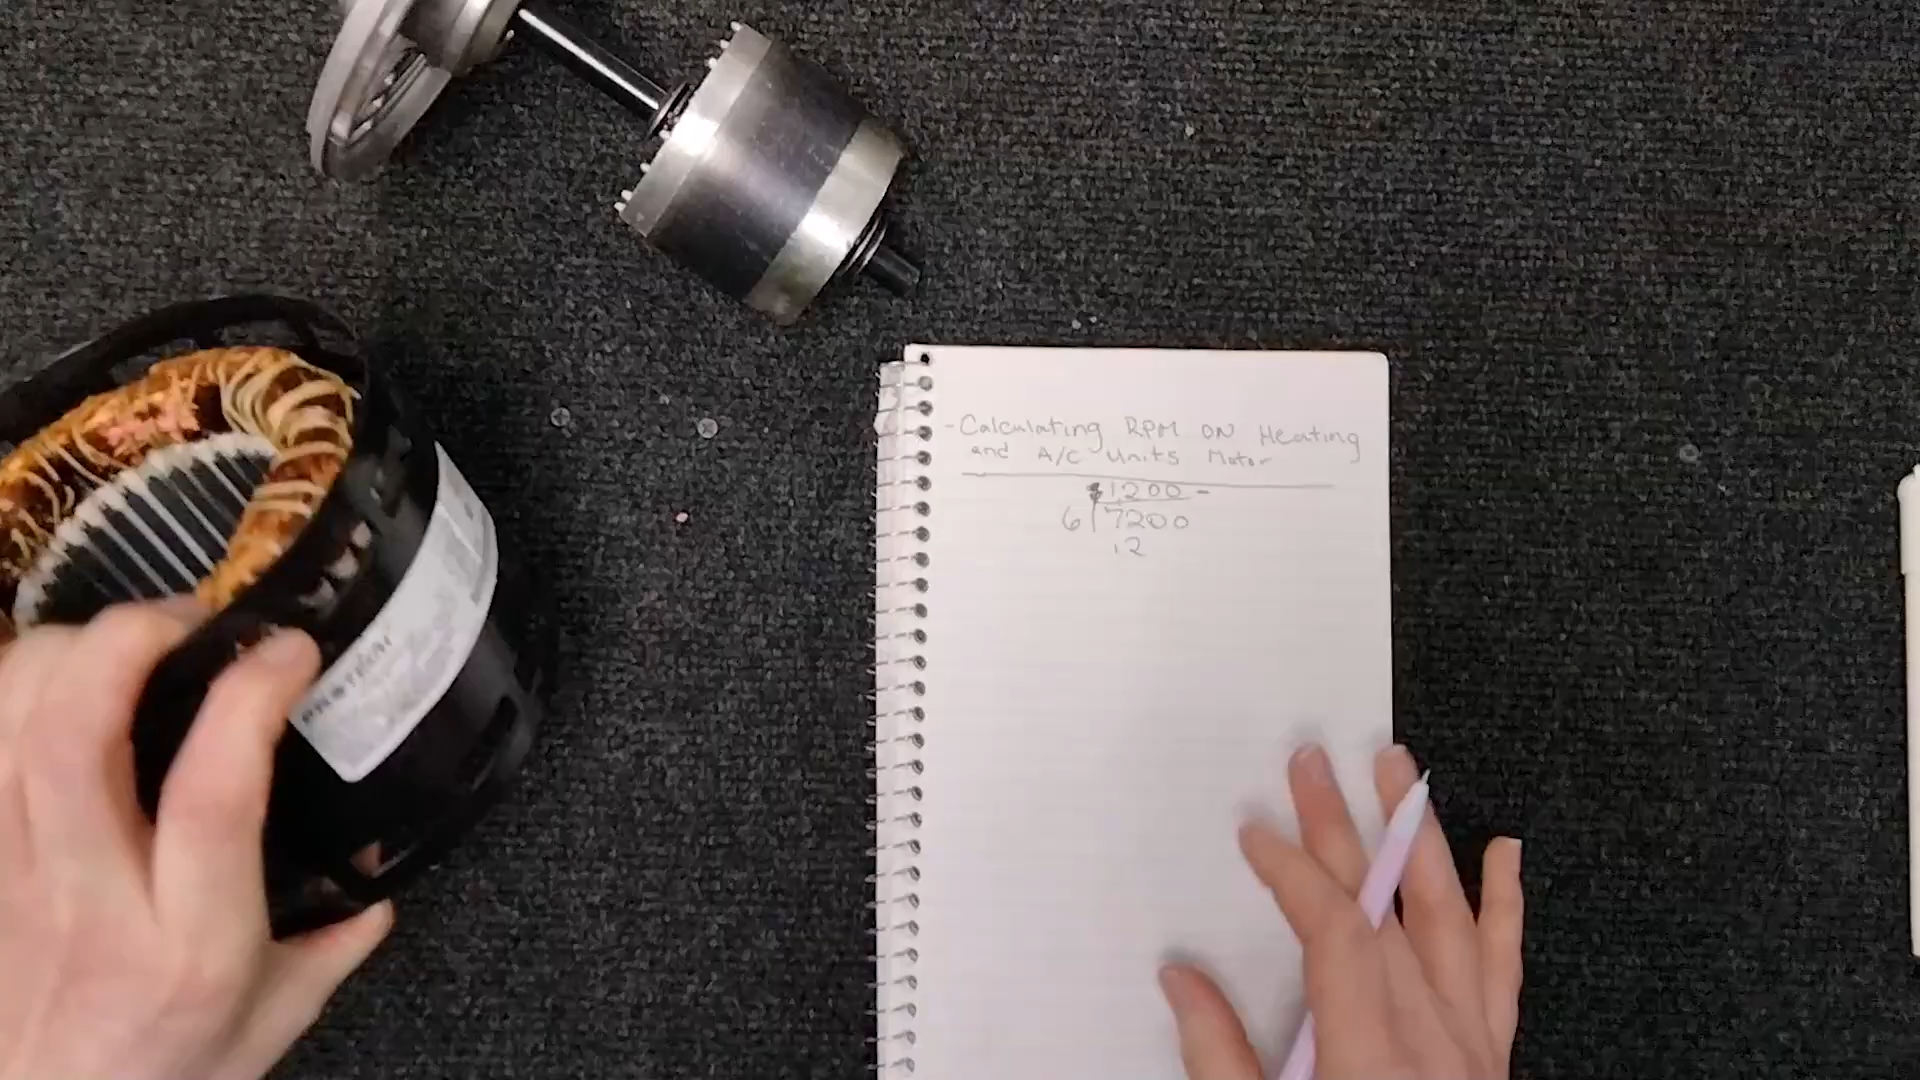 - Calculating RPM ON Heating
and A/C Units Motor
1200 -
6 7200
12